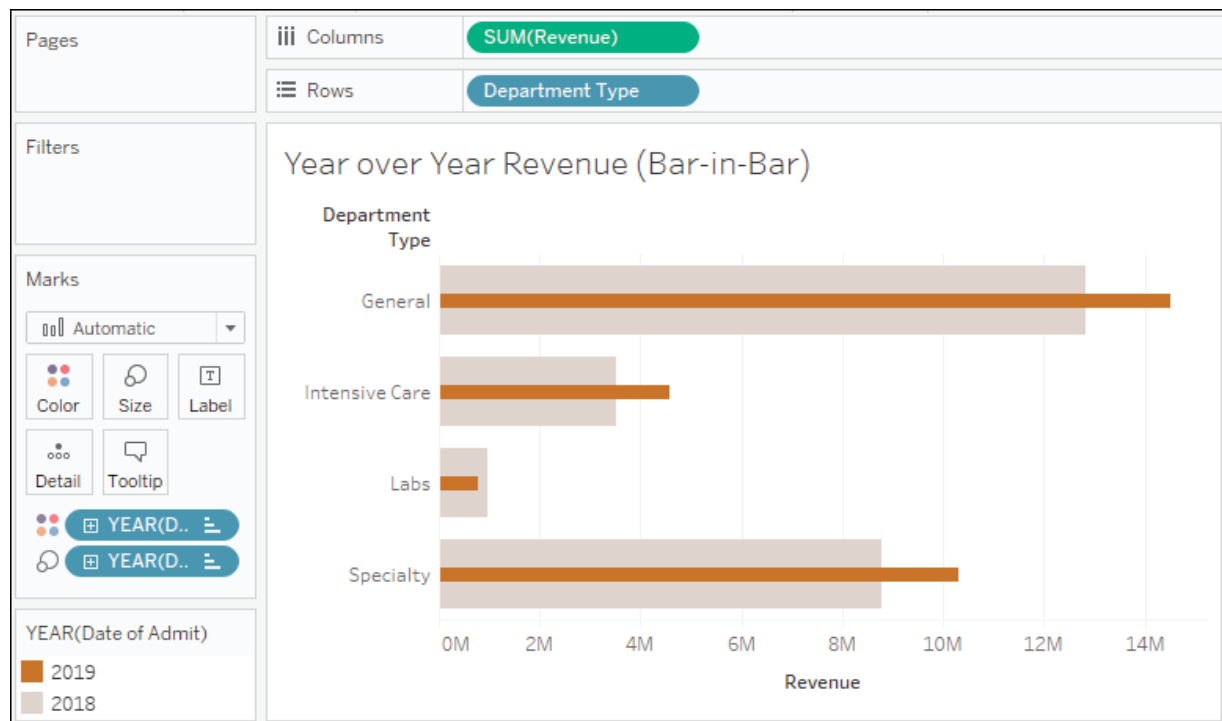 Pages
Columns
SUM(Revenue)
Rows
Department Type
Filters
Marks
Automatic
Color
Size
T
Label
Detail
Tooltip
YEAR(D..
YEAR(D..
YEAR(Date of Admit)
2019
2018
Year over Year Revenue (Bar-in-Bar)
Department
Type
General
Intensive Care
Labs
Specialty
0M 2M 4M 6M 8M 10M 12M 14M
Revenue